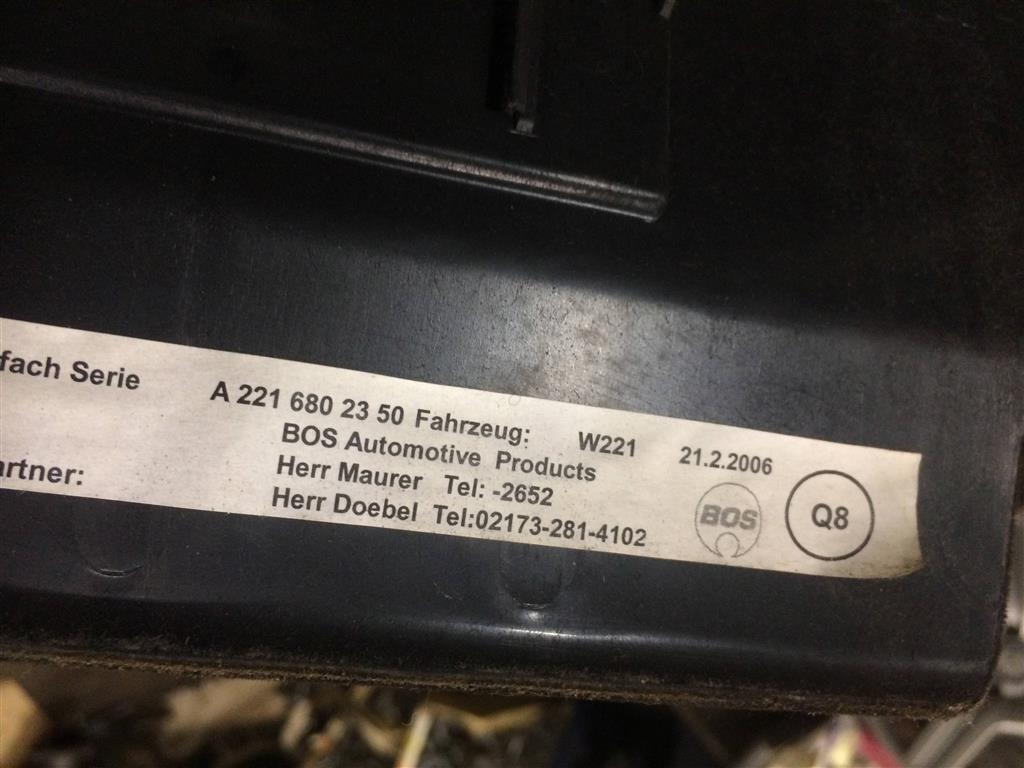 fach Serie A 221 680 23 50 Fahrzeug: W221 21.2.2006
BOS Automotive Products
artner: Herr Maurer Tel: -2652
Herr Doebel Tel:02173-281-4102
BOS
Q8